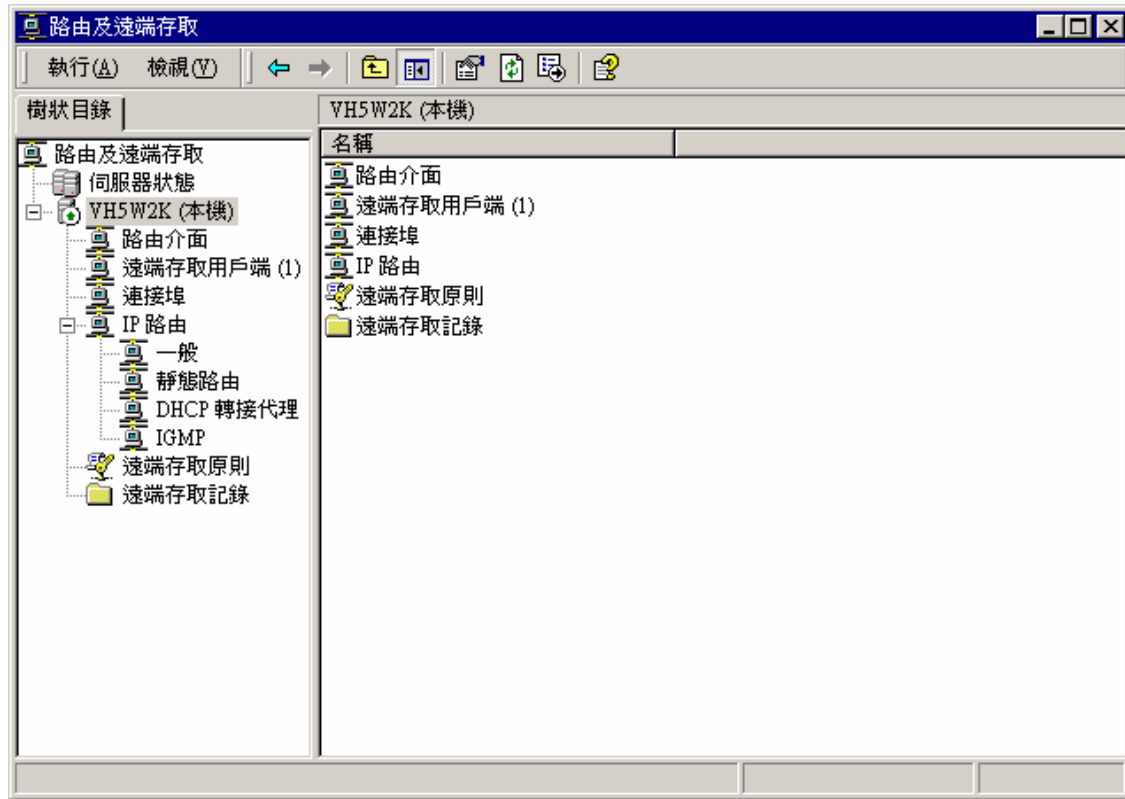 路由及遠端存取
執行(A) 檢視(V)
樹狀目錄
VH5W2K (本機)
路由及遠端存取
伺服器狀態
VH5W2K (本機)
路由介面
遠端存取用戶端 (1)
連接埠
IP 路由
一般
靜態路由
DHCP 轉接代理
IGMP
遠端存取原則
遠端存取記錄
名稱
路由介面
遠端存取用戶端 (1)
連接埠
IP 路由
遠端存取原則
遠端存取記錄